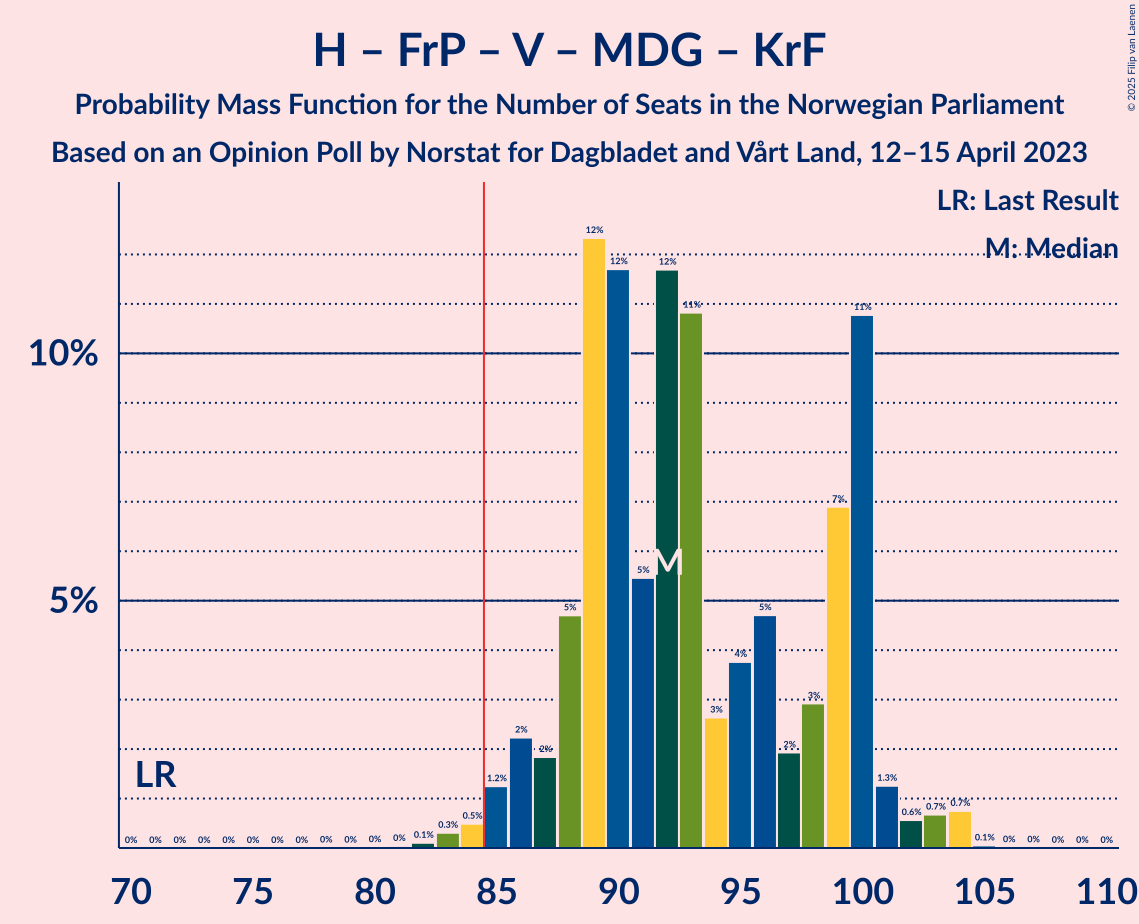 H – FrP – V – MDG – KrF
Probability Mass Function for the Number of Seats in the Norwegian Parliament
Based on an Opinion Poll by Norstat for Dagbladet and Vårt Land, 12–15 April 2023
© 2025 Filip van Laenen
LR: Last Result
M: Median
10%
5%
LR
M
0% 0% 0% 0% 0% 0% 0% 0% 0% 0% 0% 0% 0.1% 0.3% 0.5% 1.2% 2% 2% 5% 12% 12% 5% 12% 11% 3% 4% 5% 2% 3% 7% 11% 1.3% 0.6% 0.7% 0.7% 0.1% 0% 0% 0% 0% 0%
70 75 80 85 90 95 100 105 110